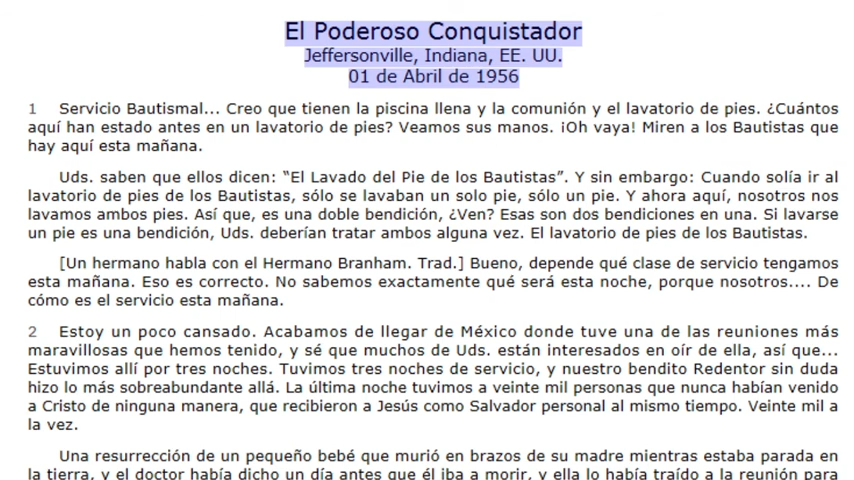 El Poderoso Conquistador
Jeffersonville, Indiana, EE. UU.
01 de Abril de 1956
1 Servicio Bautismal... Creo que tienen la piscina llena y la comunión y el lavatorio de pies. ¿Cuántos
aquí han estado antes en un lavatorio de pies? Veamos sus manos. ¡Oh vaya! Miren a los Bautistas que
hay aquí esta mañana.
Uds. saben que ellos dicen: “El Lavado del Pie de los Bautistas”. Y sin embargo: Cuando solía ir al
lavatorio de pies de los Bautistas, sólo se lavaban un solo pie, sólo un pie. Y ahora aquí, nosotros nos
lavamos ambos pies. Así que, es una doble bendición, ¿Ven? Esas son dos bendiciones en una. Si lavarse
un pie es una bendición, Uds. deberían tratar ambos alguna vez. El lavatorio de pies de los Bautistas.
[Un hermano habla con el Hermano Branham. Trad.] Bueno, depende qué clase de servicio tengamos
esta mañana. Eso es correcto. No sabemos exactamente qué será esta noche, porque nosotros.... De
cómo es el servicio esta mañana.
2 Estoy un poco cansado. Acabamos de llegar de México donde tuve una de las reuniones más
maravillosas que hemos tenido, y sé que muchos de Uds. están interesados en oír de ella, así que...
Estuvimos allí por tres noches. Tuvimos tres noches de servicio, y nuestro bendito Redentor sin duda
hizo lo más sobreabundante allá. La última noche tuvimos a veinte mil personas que nunca habían venido
a Cristo de ninguna manera, que recibieron a Jesús como Salvador personal al mismo tiempo. Veinte mil a
la vez.
Una resurrección de un pequeño bebé que murió en brazos de su madre mientras estaba parada en
la tierra, y el doctor había dicho un día antes que él iba a morir, y ella lo había traído a la reunión para